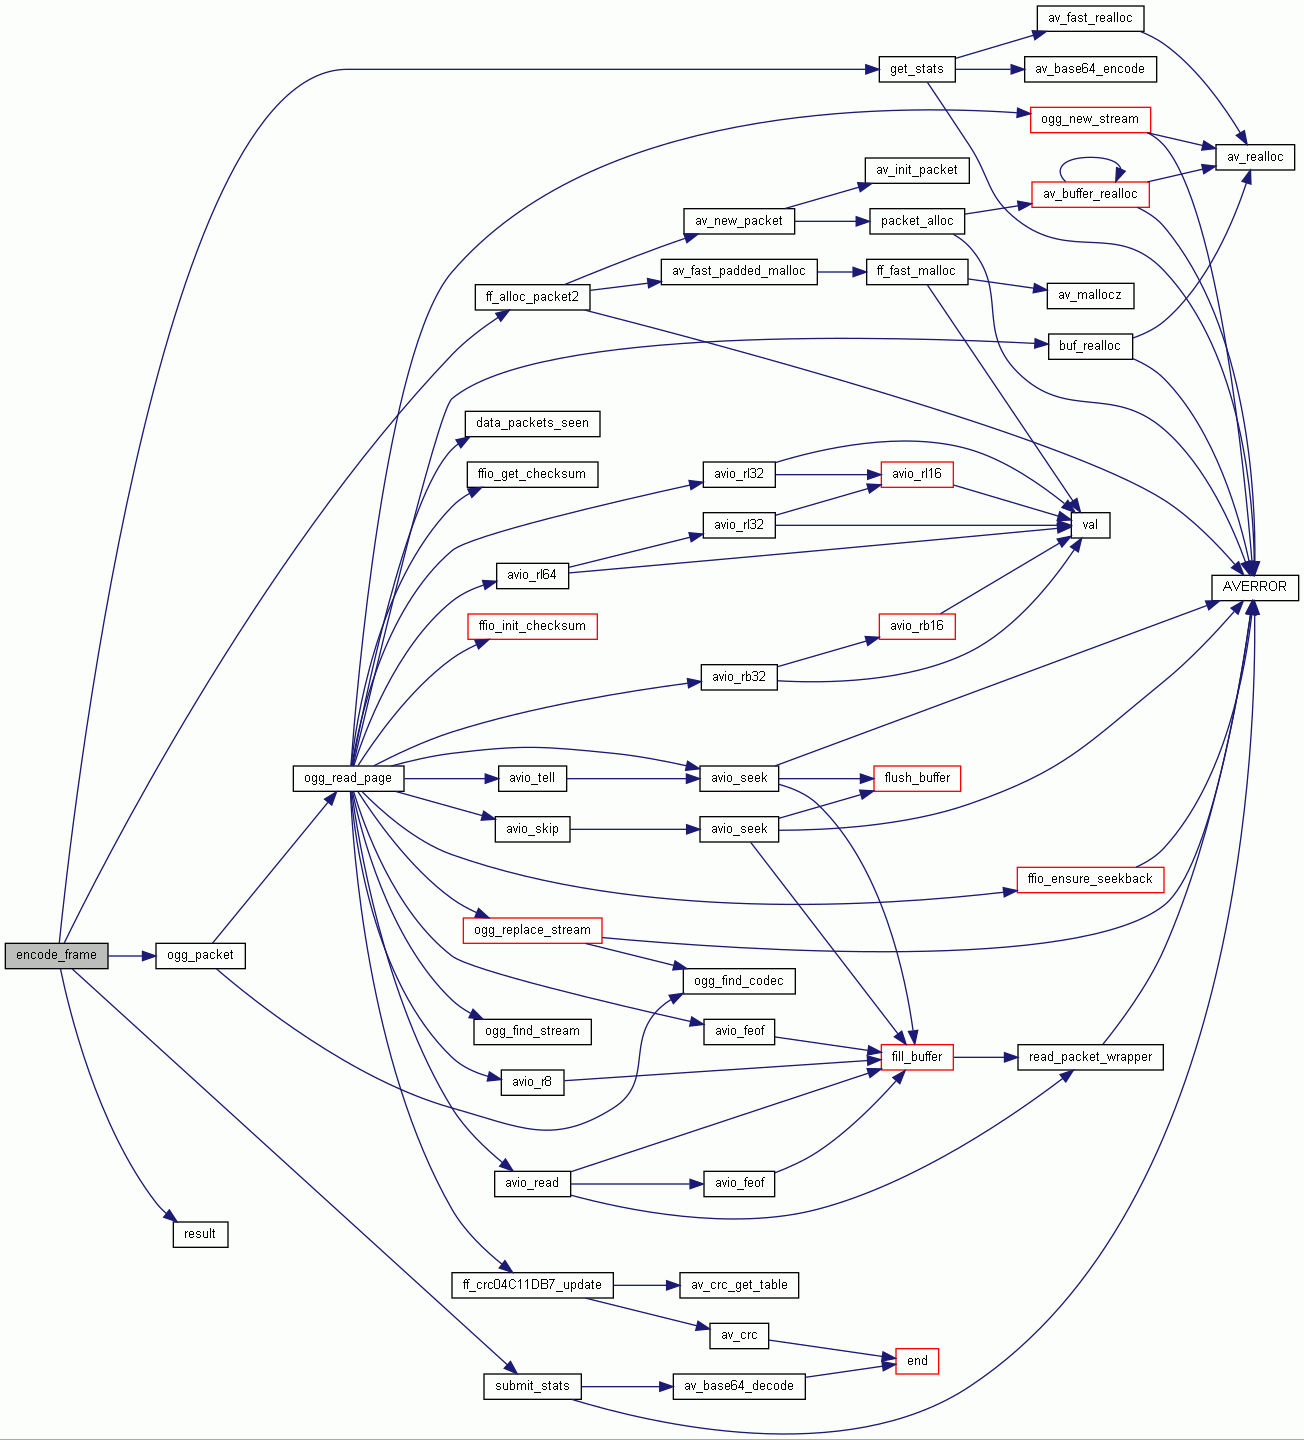 av_fast_realloc
get_stats
av_base64_encode
ogg_new_stream
av_realloc
av_init_packet
av_buffer_realloc
av_new_packet
packet_alloc
av_fast_padded_malloc
ff_fast_malloc
ff_alloc_packet2
av_mallocz
buf_realloc
data_packets_seen
ffio_get_checksum
avio_rl32
avio_rl16
avio_rl32
val
avio_rl64
AVERROR
ffio_init_checksum
avio_rb16
avio_rb32
ogg_read_page
avio_tell
avio_seek
flush_buffer
avio_skip
avio_seek
ffio_ensure_seekback
ogg_replace_stream
encode_frame
ogg_packet
ogg_find_codec
ogg_find_stream
avio_feof
fill_buffer
read_packet_wrapper
avio_r8
avio_read
avio_feof
result
ff_crc04C11DB7_update
av_crc_get_table
av_crc
end
submit_stats
av_base64_decode